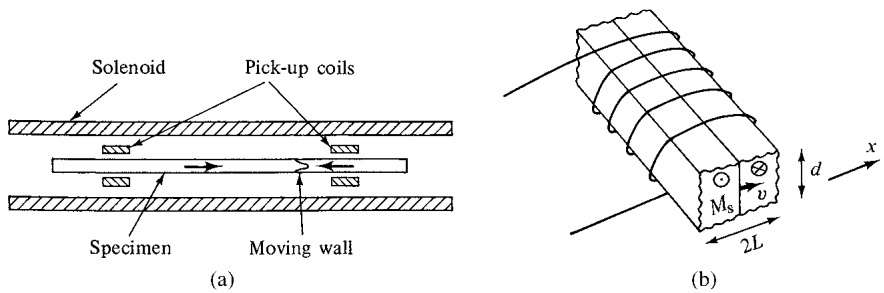 Solenoid
Pick-up coils
Specimen
Moving wall
(a)
x
d
M_s
v
2L
(b)